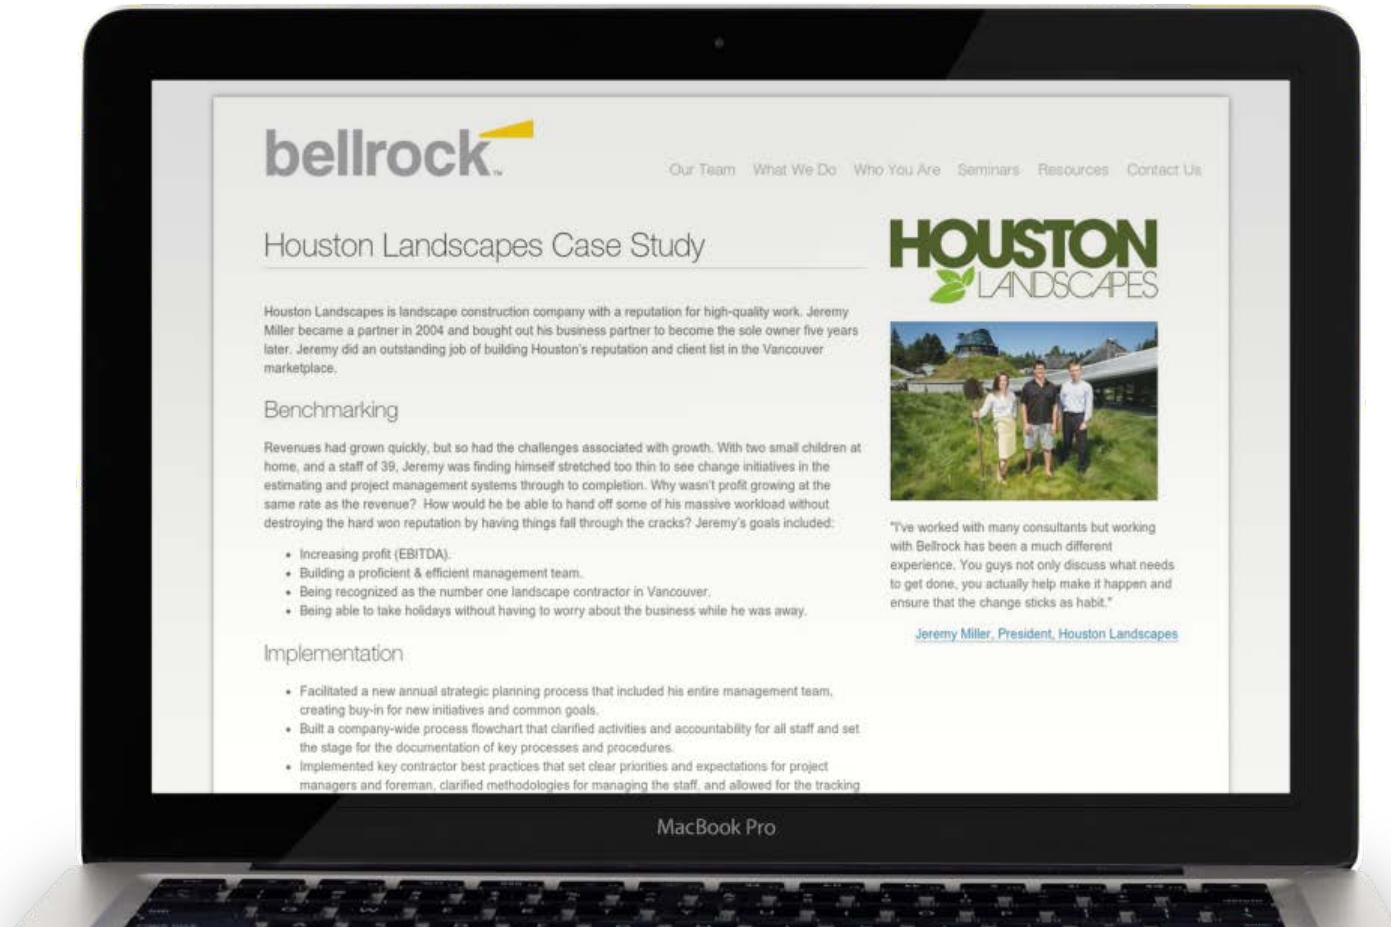 bellrock™
Our Team What We Do Who You Are Seminars Resources Contact Us
Houston Landscapes Case Study
Houston Landscapes is landscape construction company with a reputation for high-quality work. Jeremy
Miller became a partner in 2004 and bought out his business partner to become the sole owner five years
later. Jeremy did an outstanding job of building Houston's reputation and client list in the Vancouver
marketplace.
Benchmarking
Revenues had grown quickly, but so had the challenges associated with growth. With two small children at
home, and a staff of 39, Jeremy was finding himself stretched too thin to see change initiatives in the
estimating and project management systems through to completion. Why wasn't profit growing at the
same rate as the revenue? How would he be able to hand off some of his massive workload without
destroying the hard won reputation by having things fall through the cracks? Jeremy's goals included:
• Increasing profit (EBITDA).
• Building a proficient & efficient management team.
• Being recognized as the number one landscape contractor in Vancouver.
• Being able to take holidays without having to worry about the business while he was away.
Implementation
• Facilitated a new annual strategic planning process that included his entire management team,
creating buy-in for new initiatives and common goals.
• Built a company-wide process flowchart that clarified activities and accountability for all staff and set
the stage for the documentation of key processes and procedures.
• Implemented key contractor best practices that set clear priorities and expectations for project
managers and foreman, clarified methodologies for managing the staff, and allowed for the tracking
HOUSTON
LANDSCAPES
"I've worked with many consultants but working
with Bellrock has been a much different
experience. You guys not only discuss what needs
to get done, you actually help make it happen and
ensure that the change sticks as habit."
Jeremy Miller, President, Houston Landscapes
MacBook Pro